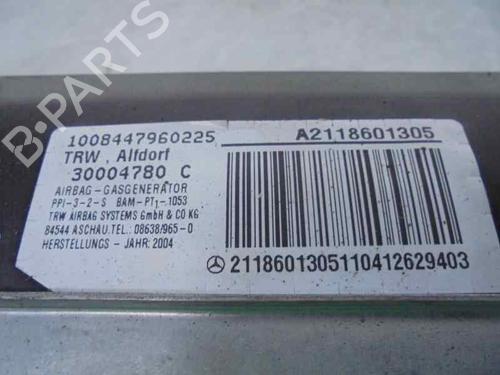 B-PARTS
1008447960225
TRW , Alfdorf
30004780 C
AIRBAG-GASGENERATOR
PPI-3-2-S BAM-PT1-.1053
TRW AIRBAG SYSTEMS GmbH & CO KG
84544 ASCHAU.TEL.: 08638/965-0
HERSTELLUNGS - JAHR: 2004
A2118601305
2118601305110412629403